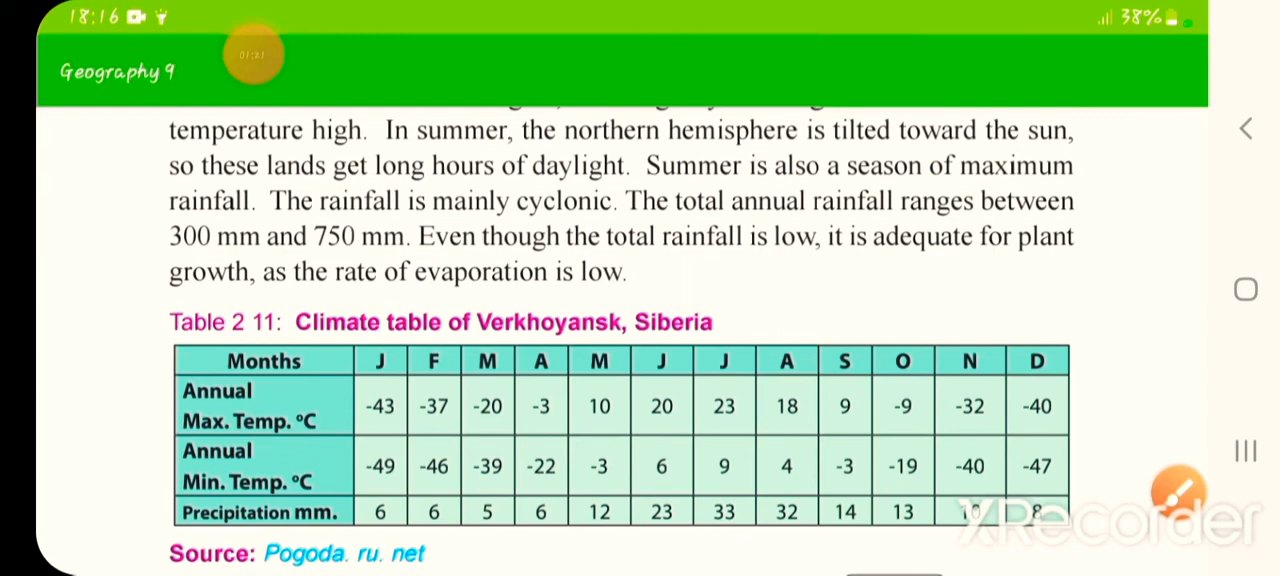 18:16
38%
01:21
Geography 9
temperature high. In summer, the northern hemisphere is tilted toward the sun,
so these lands get long hours of daylight. Summer is also a season of maximum
rainfall. The rainfall is mainly cyclonic. The total annual rainfall ranges between
300 mm and 750 mm. Even though the total rainfall is low, it is adequate for plant
growth, as the rate of evaporation is low.
Table 2 11: Climate table of Verkhoyansk, Siberia
Months J F M A M J J A S O N D
Annual Max. Temp. ºC -43 -37 -20 -3 10 20 23 18 9 -9 -32 -40
Annual Min. Temp. ºC -49 -46 -39 -22 -3 6 9 4 -3 -19 -40 -47
Precipitation mm. 6 6 5 6 12 23 33 32 14 13 10 8
XRecorder
Source: Pogoda. ru. net